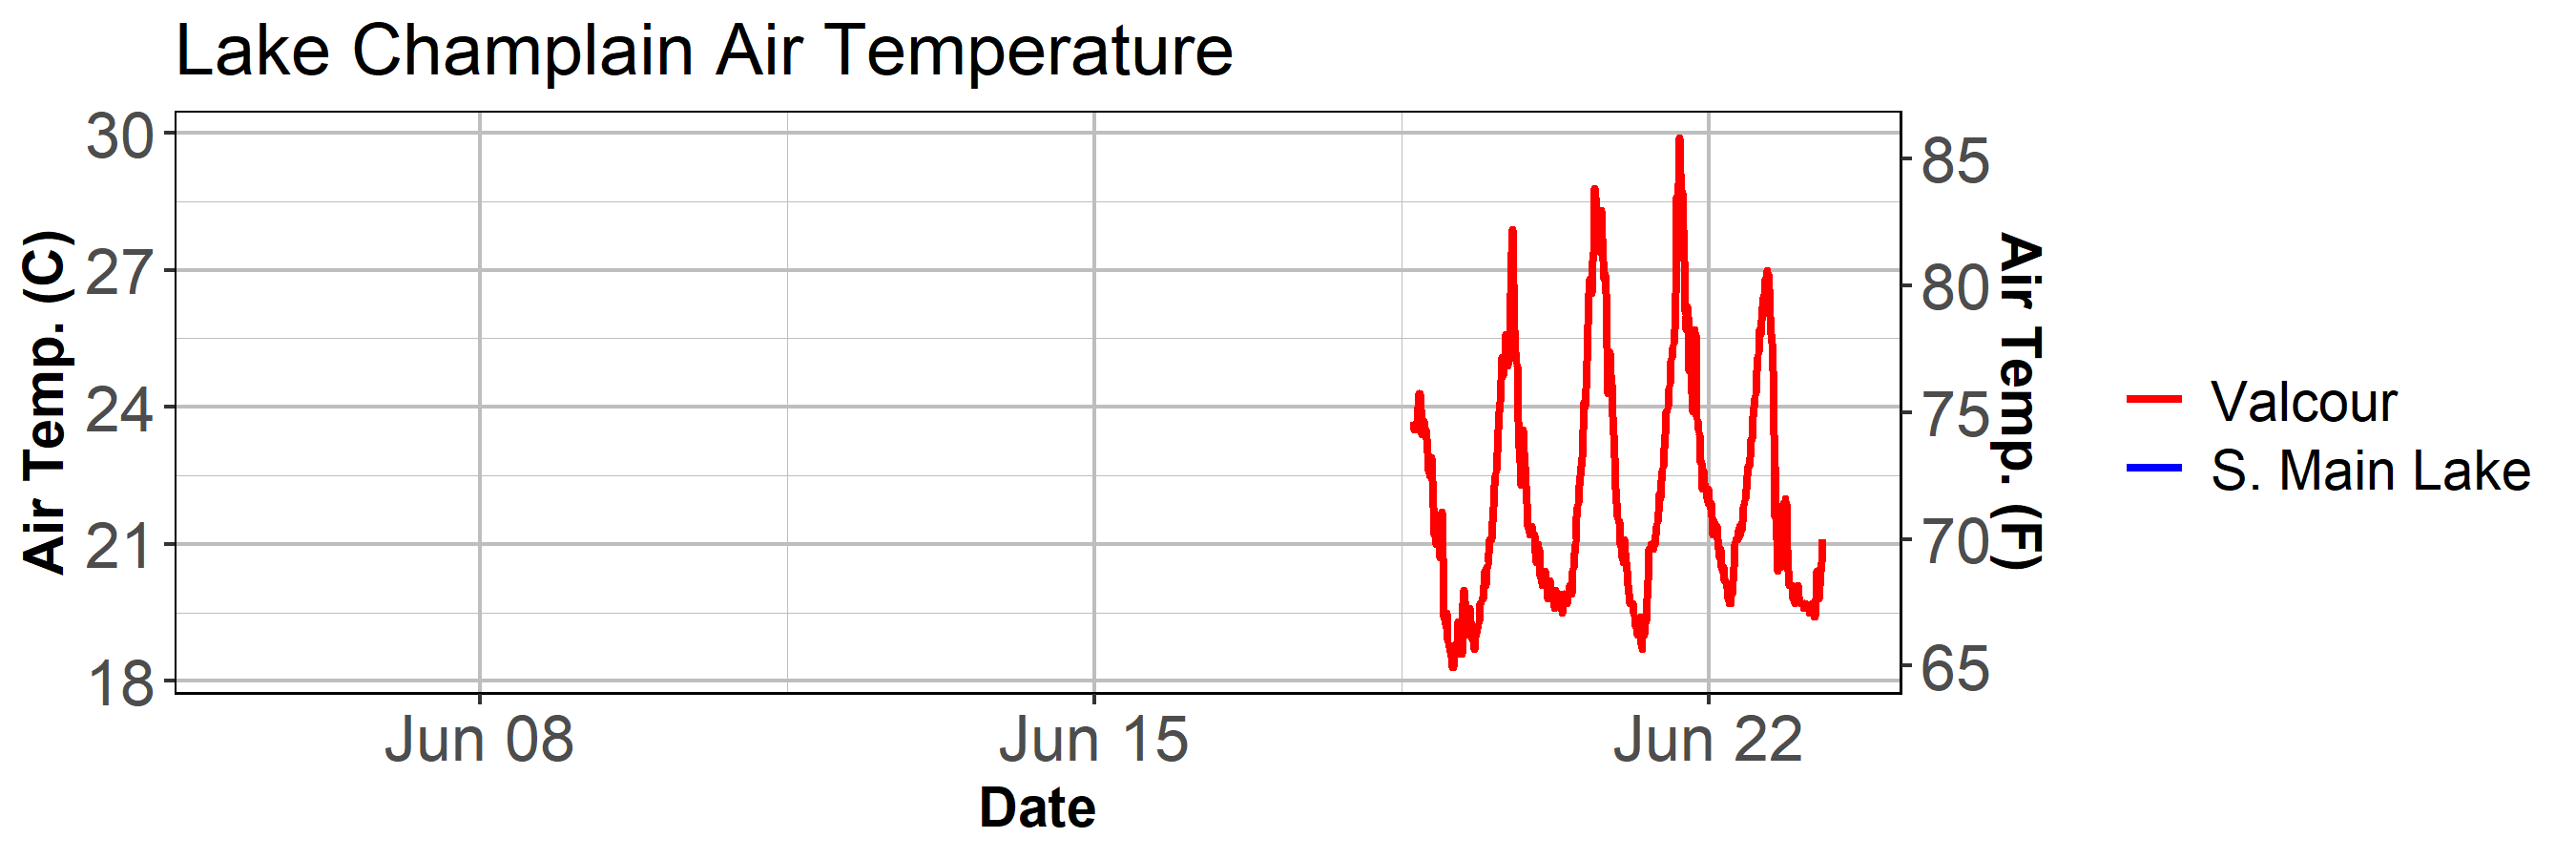 Lake Champlain Air Temperature
Air Temp. (C)
30
27
24
21
18
85
80
75
70
65
Air Temp. (F)
Jun 08
Jun 15
Jun 22
Date
Valcour
S. Main Lake